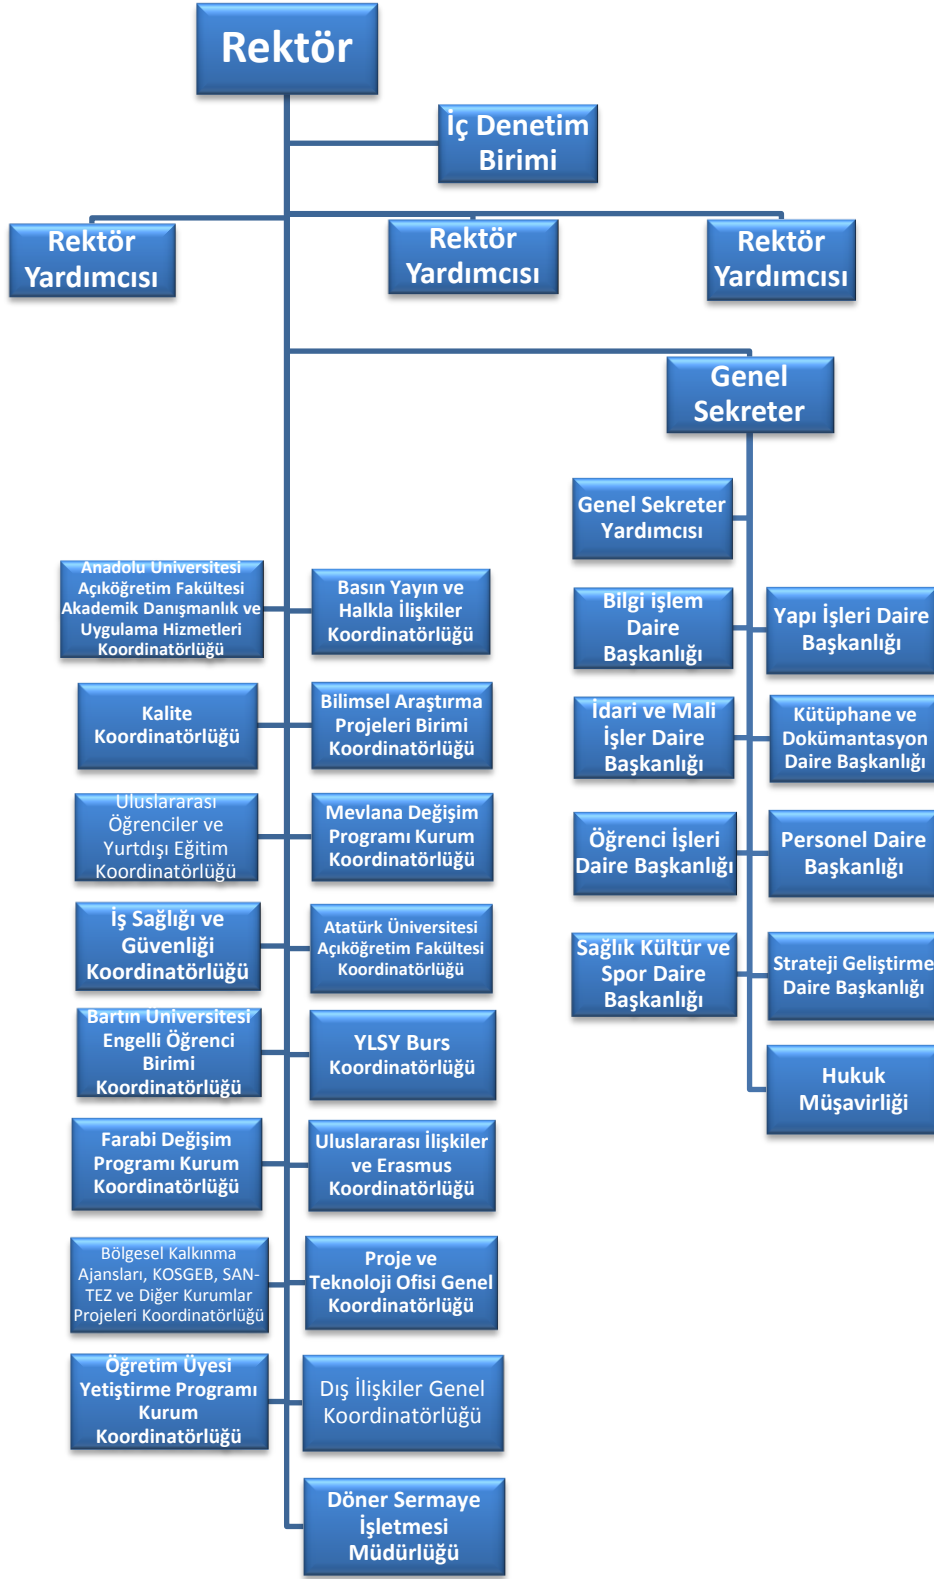 Rektör
İç Denetim
Birimi
Rektör
Yardımcısı
Rektör
Yardımcısı
Rektör
Yardımcısı
Genel
Sekreter
Genel Sekreter
Yardımcısı
Anadolu Üniversitesi
Açıköğretim Fakültesi
Akademik Danışmanlık ve
Uygulama Hizmetleri
Koordinatörlüğü
Basın Yayın ve
Halkla İlişkiler
Koordinatörlüğü
Bilgi işlem
Daire
Başkanlığı
Yapı İşleri Daire
Başkanlığı
Kalite
Koordinatörlüğü
Bilimsel Araştırma
Projeleri Birimi
Koordinatörlüğü
İdari ve Mali
İşler Daire
Başkanlığı
Kütüphane ve
Dokümantasyon
Daire Başkanlığı
Uluslararası
Öğrenciler ve
Yurtdışı Eğitim
Koordinatörlüğü
Mevlana Değişim
Programı Kurum
Koordinatörlüğü
Öğrenci İşleri
Daire Başkanlığı
Personel Daire
Başkanlığı
İş Sağlığı ve
Güvenliği
Koordinatörlüğü
Atatürk Üniversitesi
Açıköğretim Fakültesi
Koordinatörlüğü
Sağlık Kültür ve
Spor Daire
Başkanlığı
Strateji Geliştirme
Daire Başkanlığı
Bartın Üniversitesi
Engelli Öğrenci
Birimi
Koordinatörlüğü
YLSY Burs
Koordinatörlüğü
Hukuk
Müşavirliği
Farabi Değişim
Programı Kurum
Koordinatörlüğü
Uluslararası İlişkiler
ve Erasmus
Koordinatörlüğü
Bölgesel Kalkınma
Ajansları, KOSGEB, SAN-
TEZ ve Diğer Kurumlar
Projeleri Koordinatörlüğü
Proje ve
Teknoloji Ofisi Genel
Koordinatörlüğü
Öğretim Üyesi
Yetiştirme Programı
Kurum
Koordinatörlüğü
Dış İlişkiler Genel
Koordinatörlüğü
Döner Sermaye
İşletmesi
Müdürlüğü